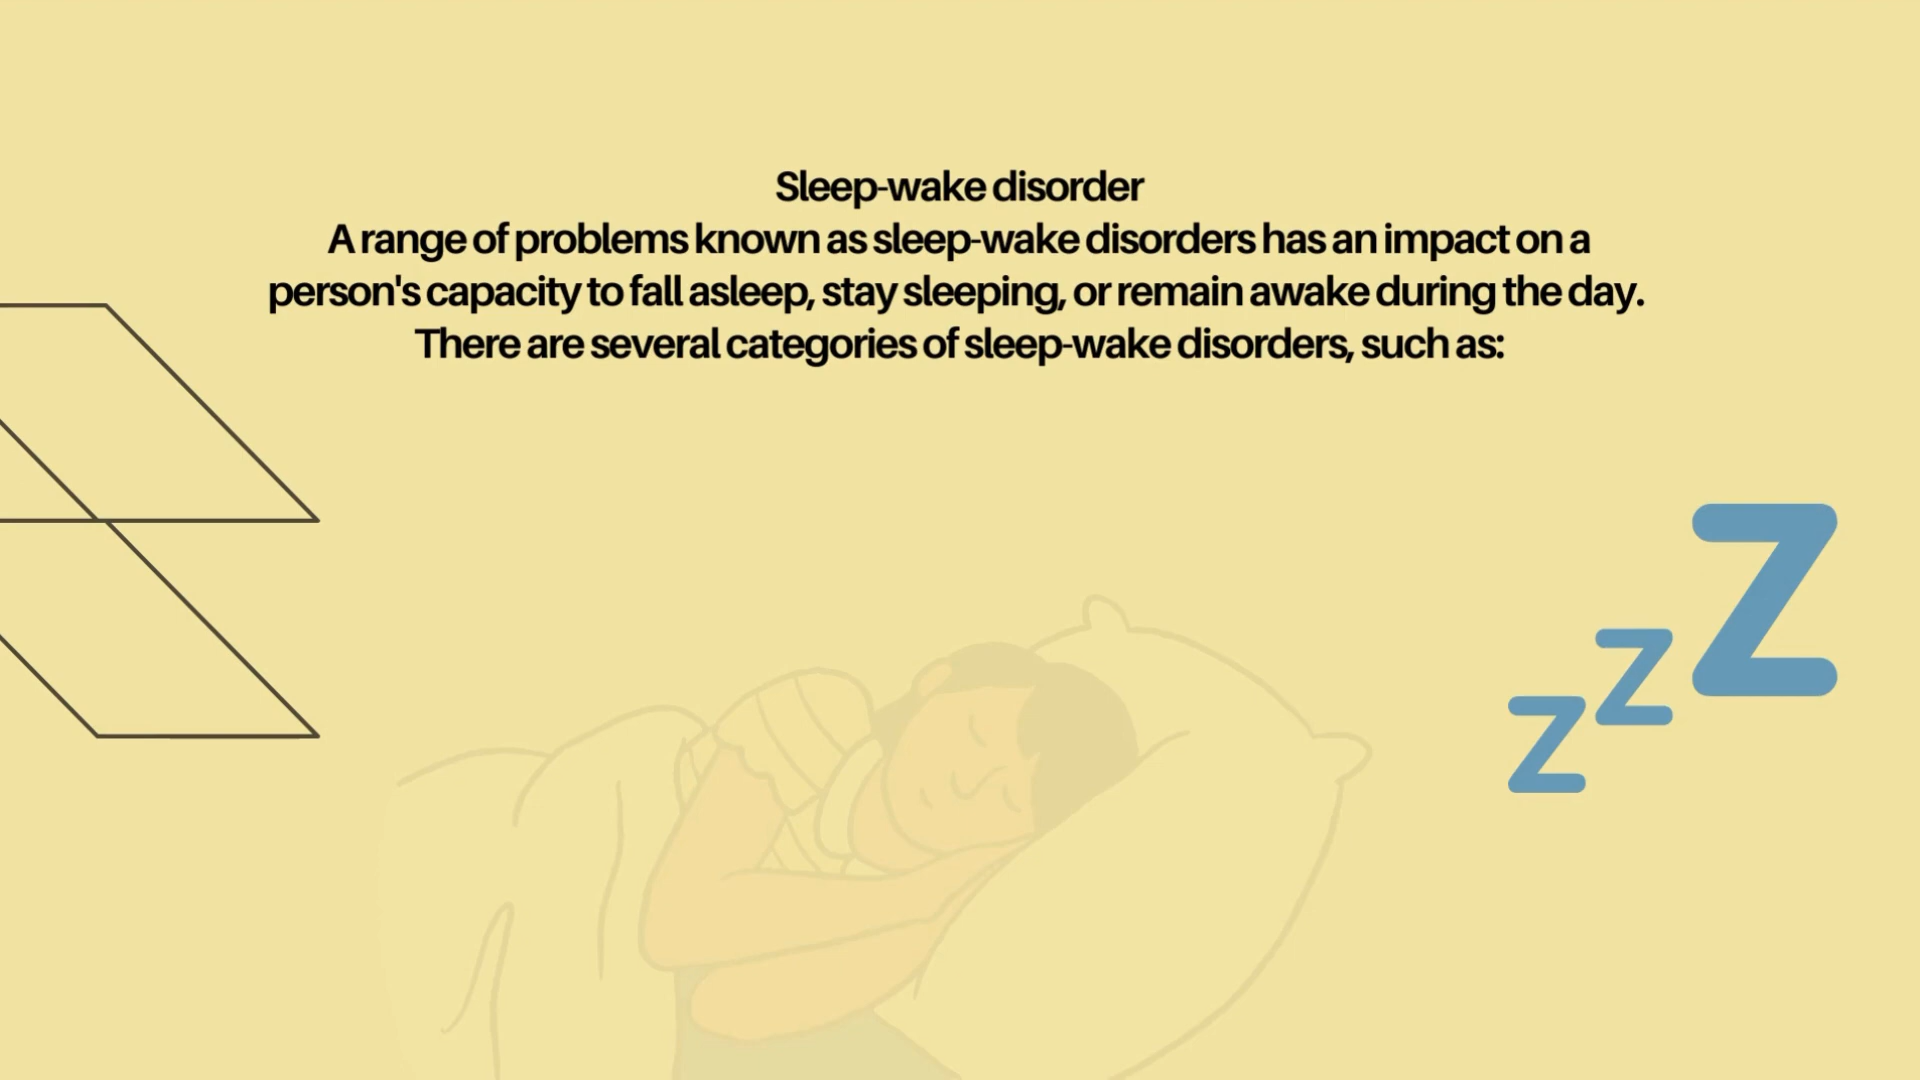 Sleep-wake disorder
A range of problems known as sleep-wake disorders has an impact on a
person's capacity to fall asleep, stay sleeping, or remain awake during the day.
There are several categories of sleep-wake disorders, such as:
Z
Z
Z